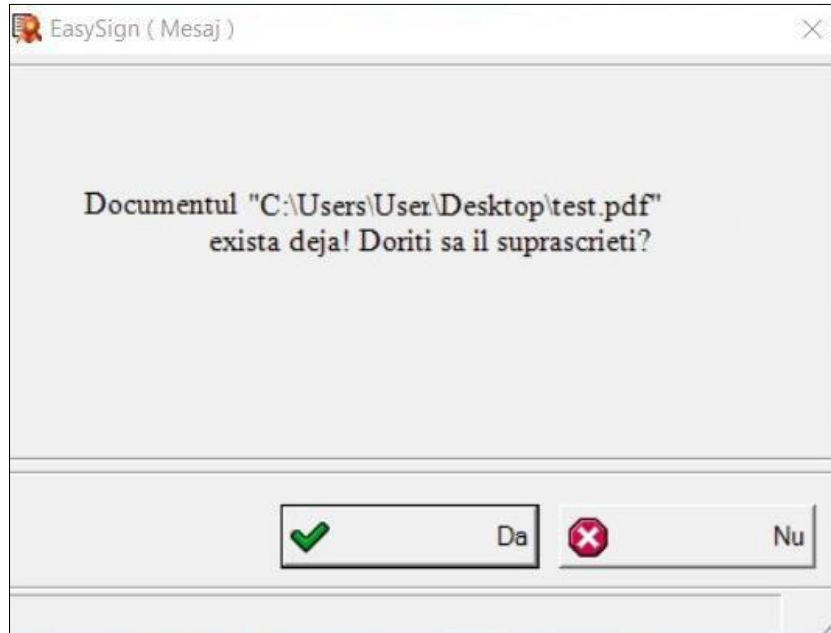 EasySign ( Mesaj )
Documentul "C:\Users\User\Desktop\test.pdf"
exista deja! Doriti sa il suprascrieti?
Da
Nu